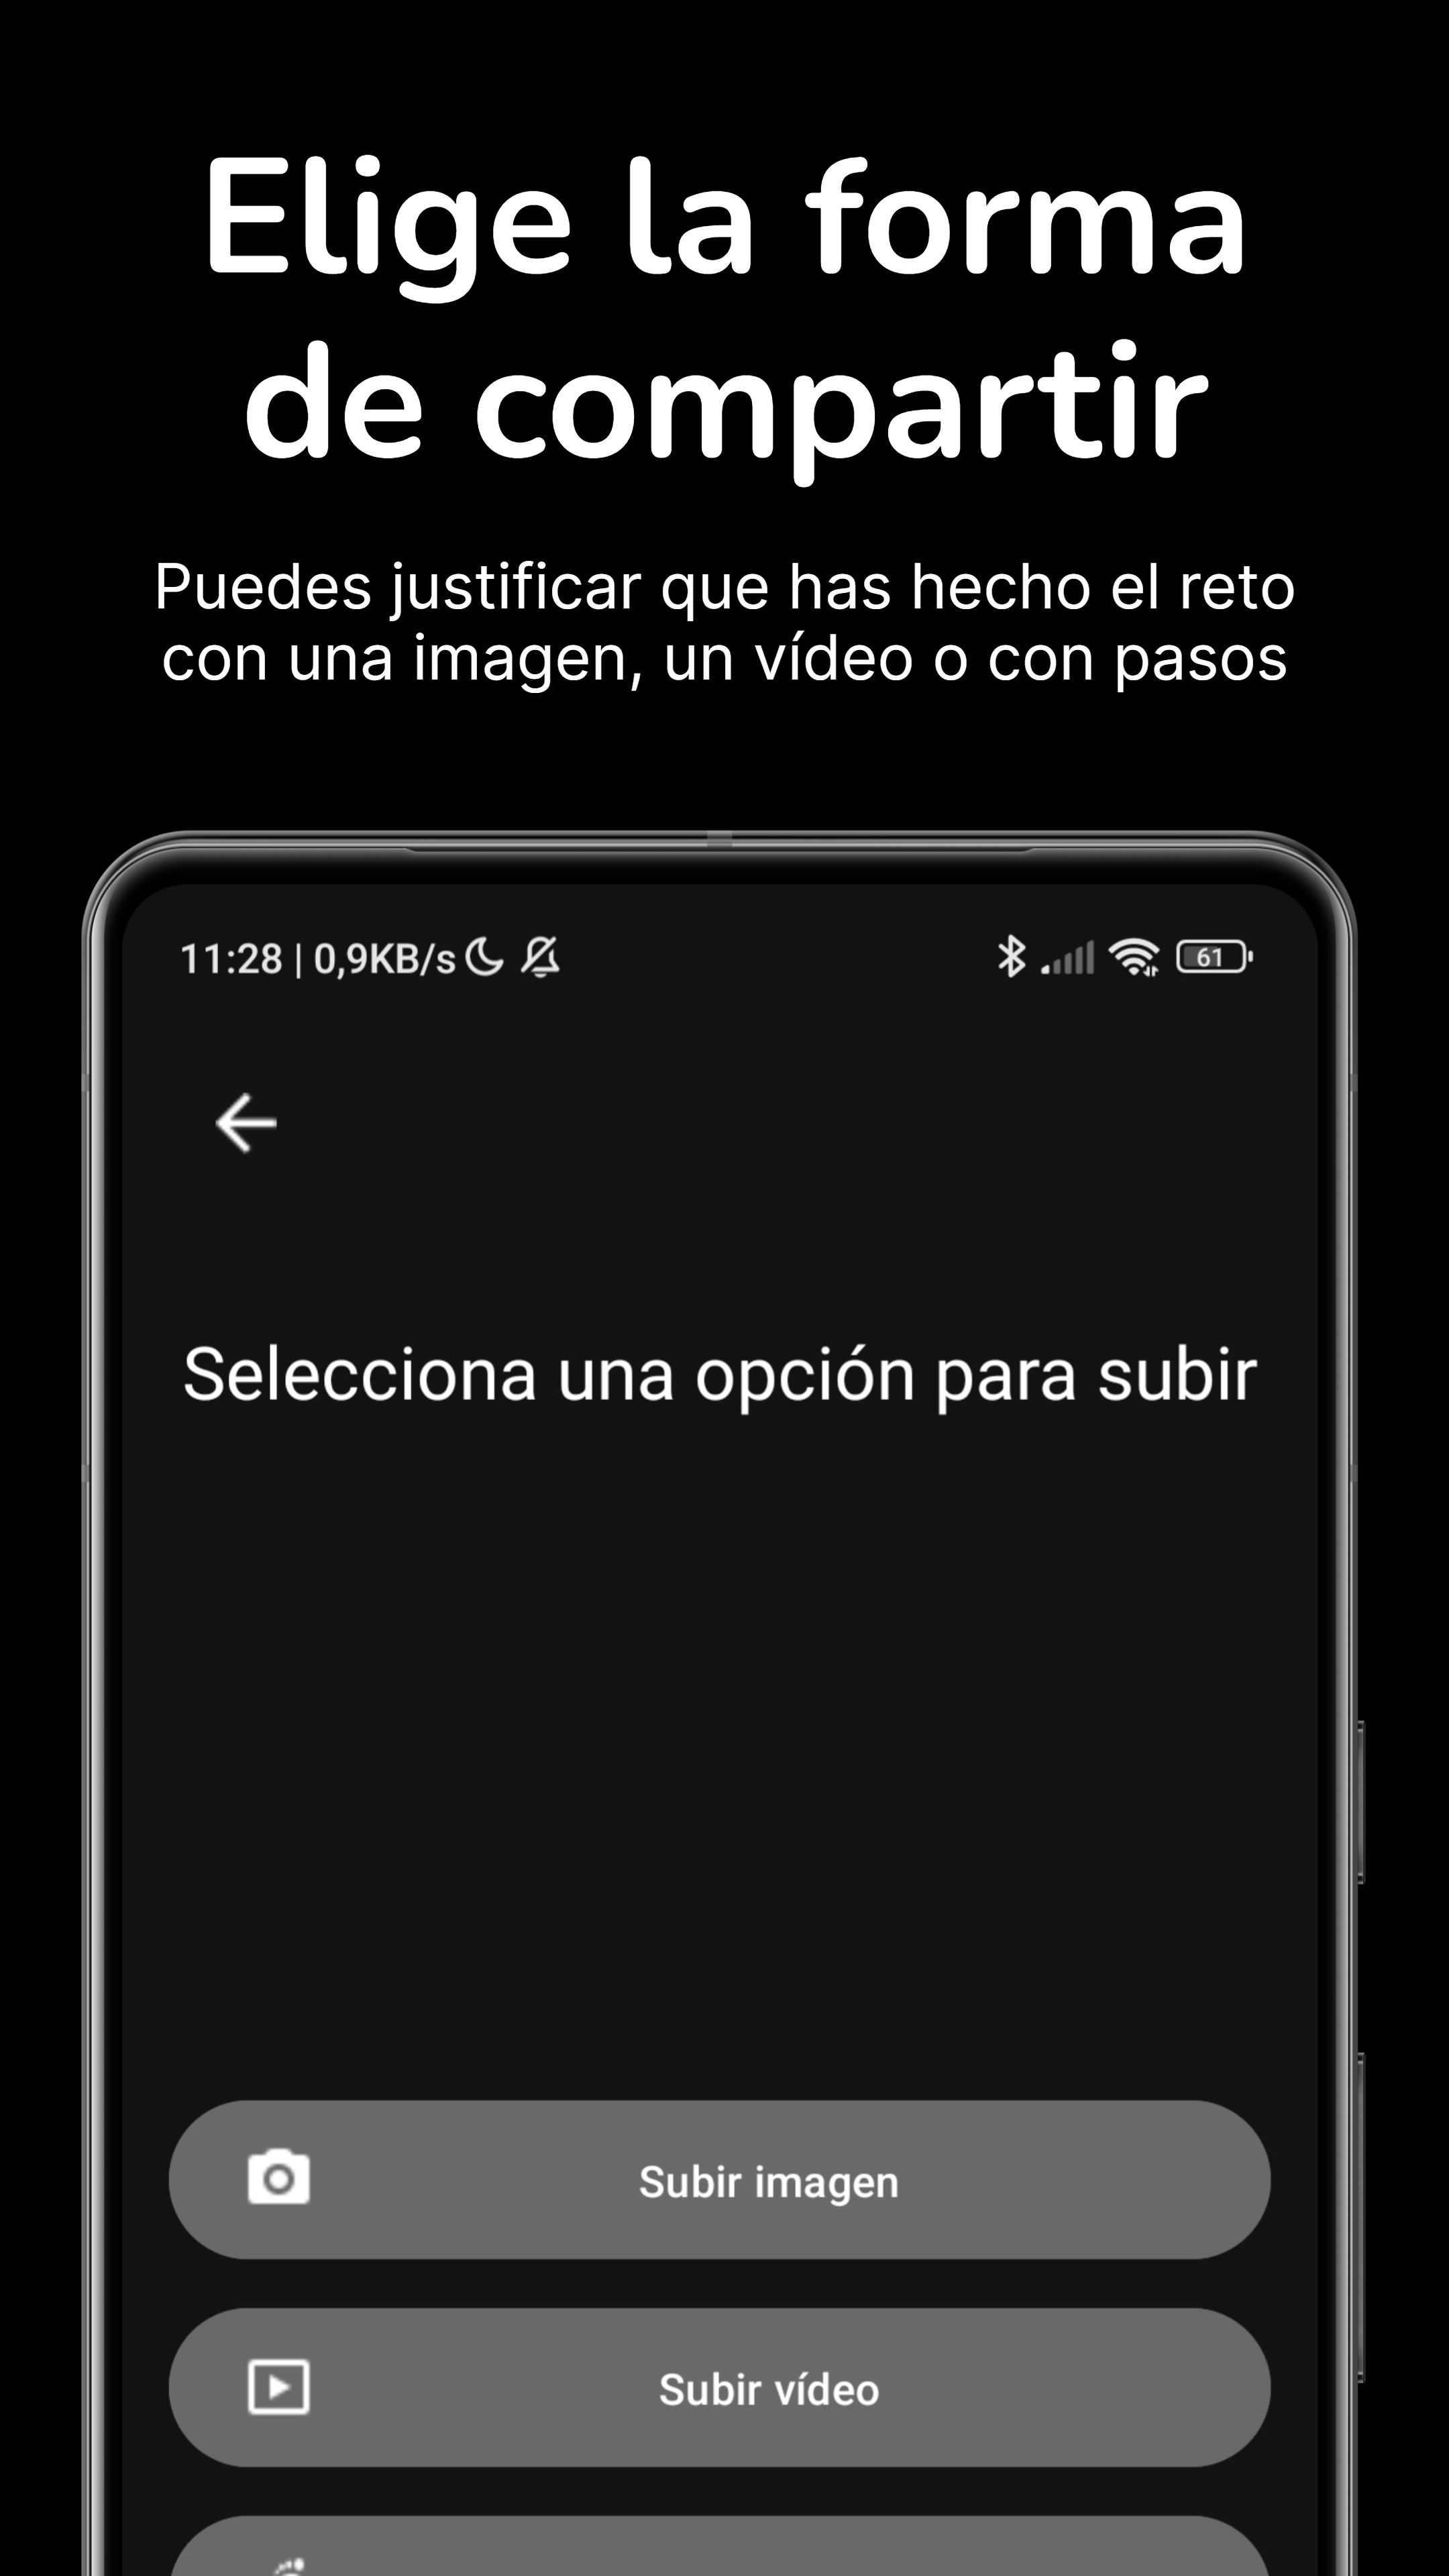 Elige la forma
de compartir
Puedes justificar que has hecho el reto
con una imagen, un vídeo o con pasos
11:28 | 0,9KB/s 61
Selecciona una opción para subir
Subir imagen
Subir vídeo